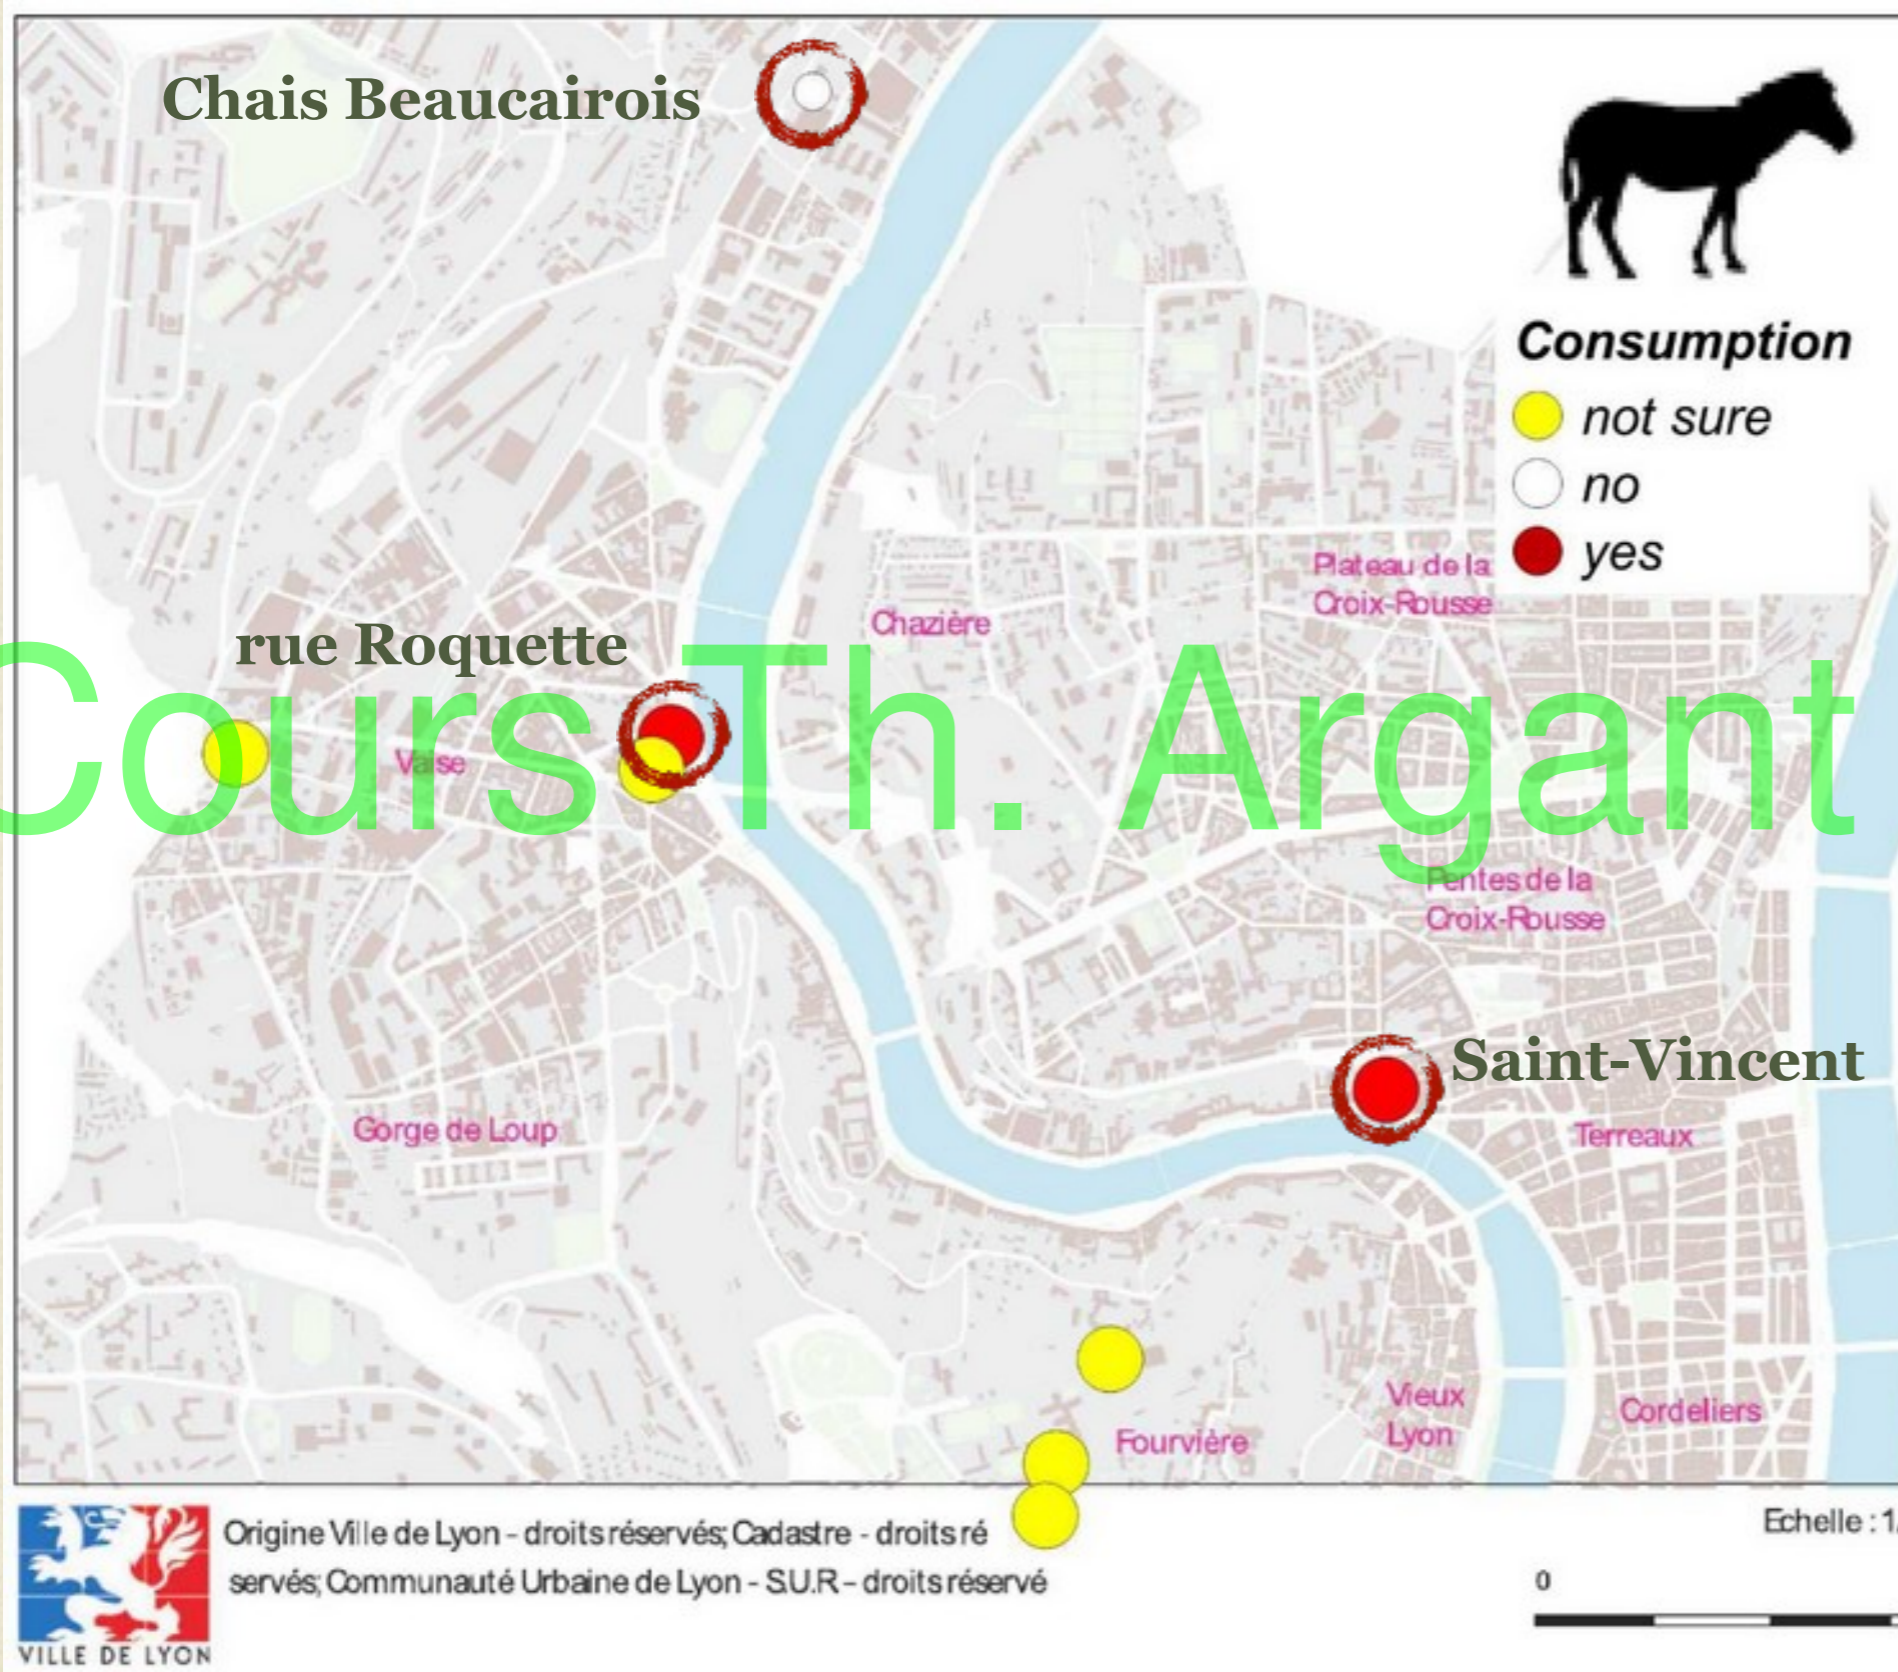 Chais Beaucairois
Consumption
not sure
no
yes
Plateau de la
Croix-Rousse
Chazière
rue Roquette
Cours Th. Argant
Vaise
Pentes de la
Croix-Rousse
Saint-Vincent
Gorge de Loup
Terreaux
Vieux
Lyon
Cordeliers
Fourvière
Origine Ville de Lyon - droits réservés; Cadastre - droits ré
servés; Communauté Urbaine de Lyon - S.U.R - droits réservé
Echelle : 1/
0
VILLE DE LYON